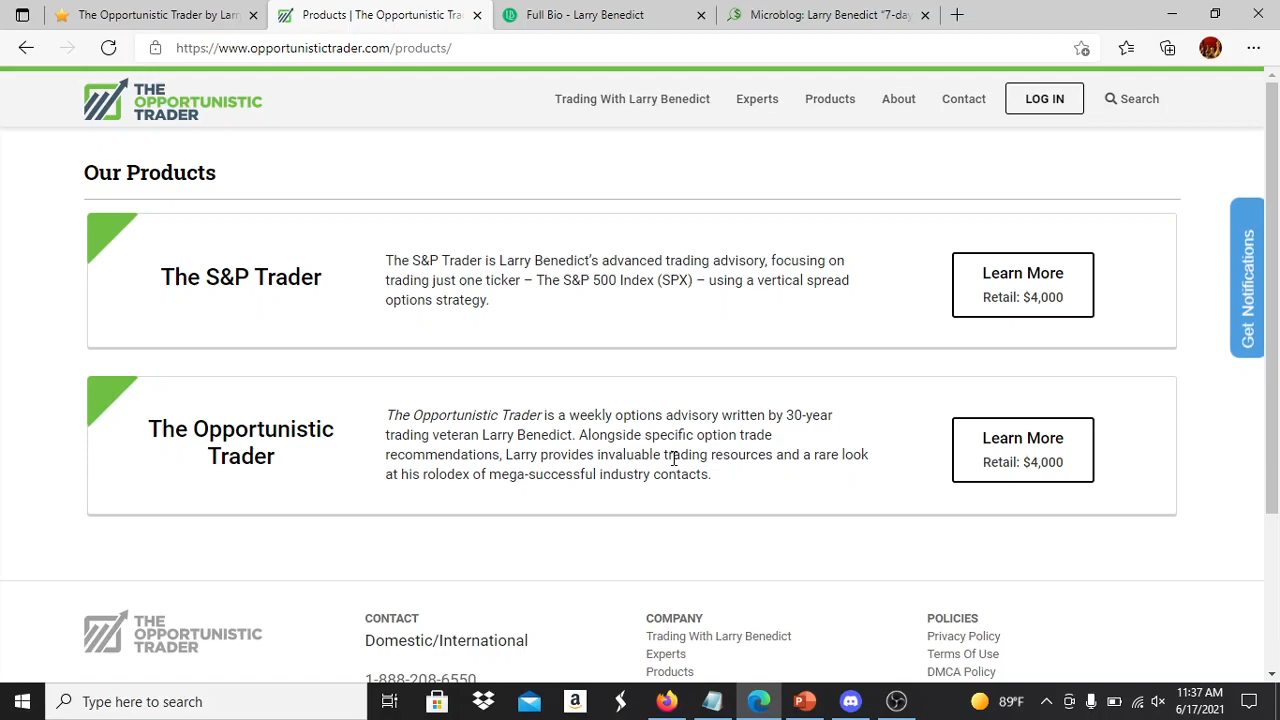 The Opportunistic Trader by Larr
Products | The Opportunistic Tra
Full Bio - Larry Benedict
Microblog: Larry Benedict "7-day
https://www.opportunistictrader.com/products/
THE
OPPORTUNISTIC
TRADER
Trading With Larry Benedict
Experts
Products
About
Contact
LOG IN
Search
Our Products
The S&P Trader
The S&P Trader is Larry Benedict's advanced trading advisory, focusing on
trading just one ticker – The S&P 500 Index (SPX) – using a vertical spread
options strategy.
Learn More
Retail: $4,000
Get Notifications
The Opportunistic
Trader
The Opportunistic Trader is a weekly options advisory written by 30-year
trading veteran Larry Benedict. Alongside specific option trade
recommendations, Larry provides invaluable trading resources and a rare look
at his rolodex of mega-successful industry contacts.
Learn More
Retail: $4,000
THE
OPPORTUNISTIC
TRADER
CONTACT
Domestic/International
1-888-208-6550
COMPANY
Trading With Larry Benedict
Experts
Products
POLICIES
Privacy Policy
Terms Of Use
DMCA Policy
Type here to search
89°F
11:37 AM
6/17/2021